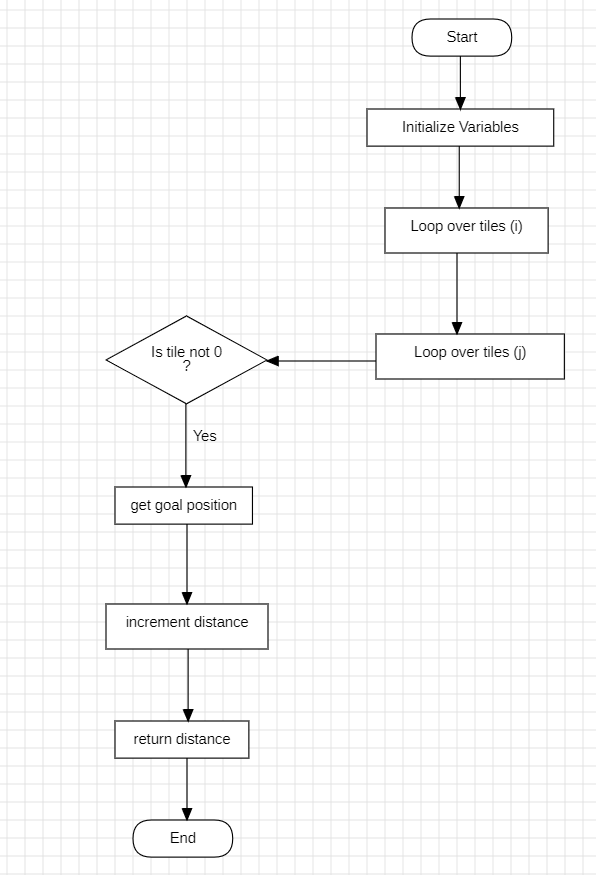 Start
Initialize Variables
Loop over tiles (i)
Loop over tiles (j)
Is tile not 0
?
Yes
get goal position
increment distance
return distance
End